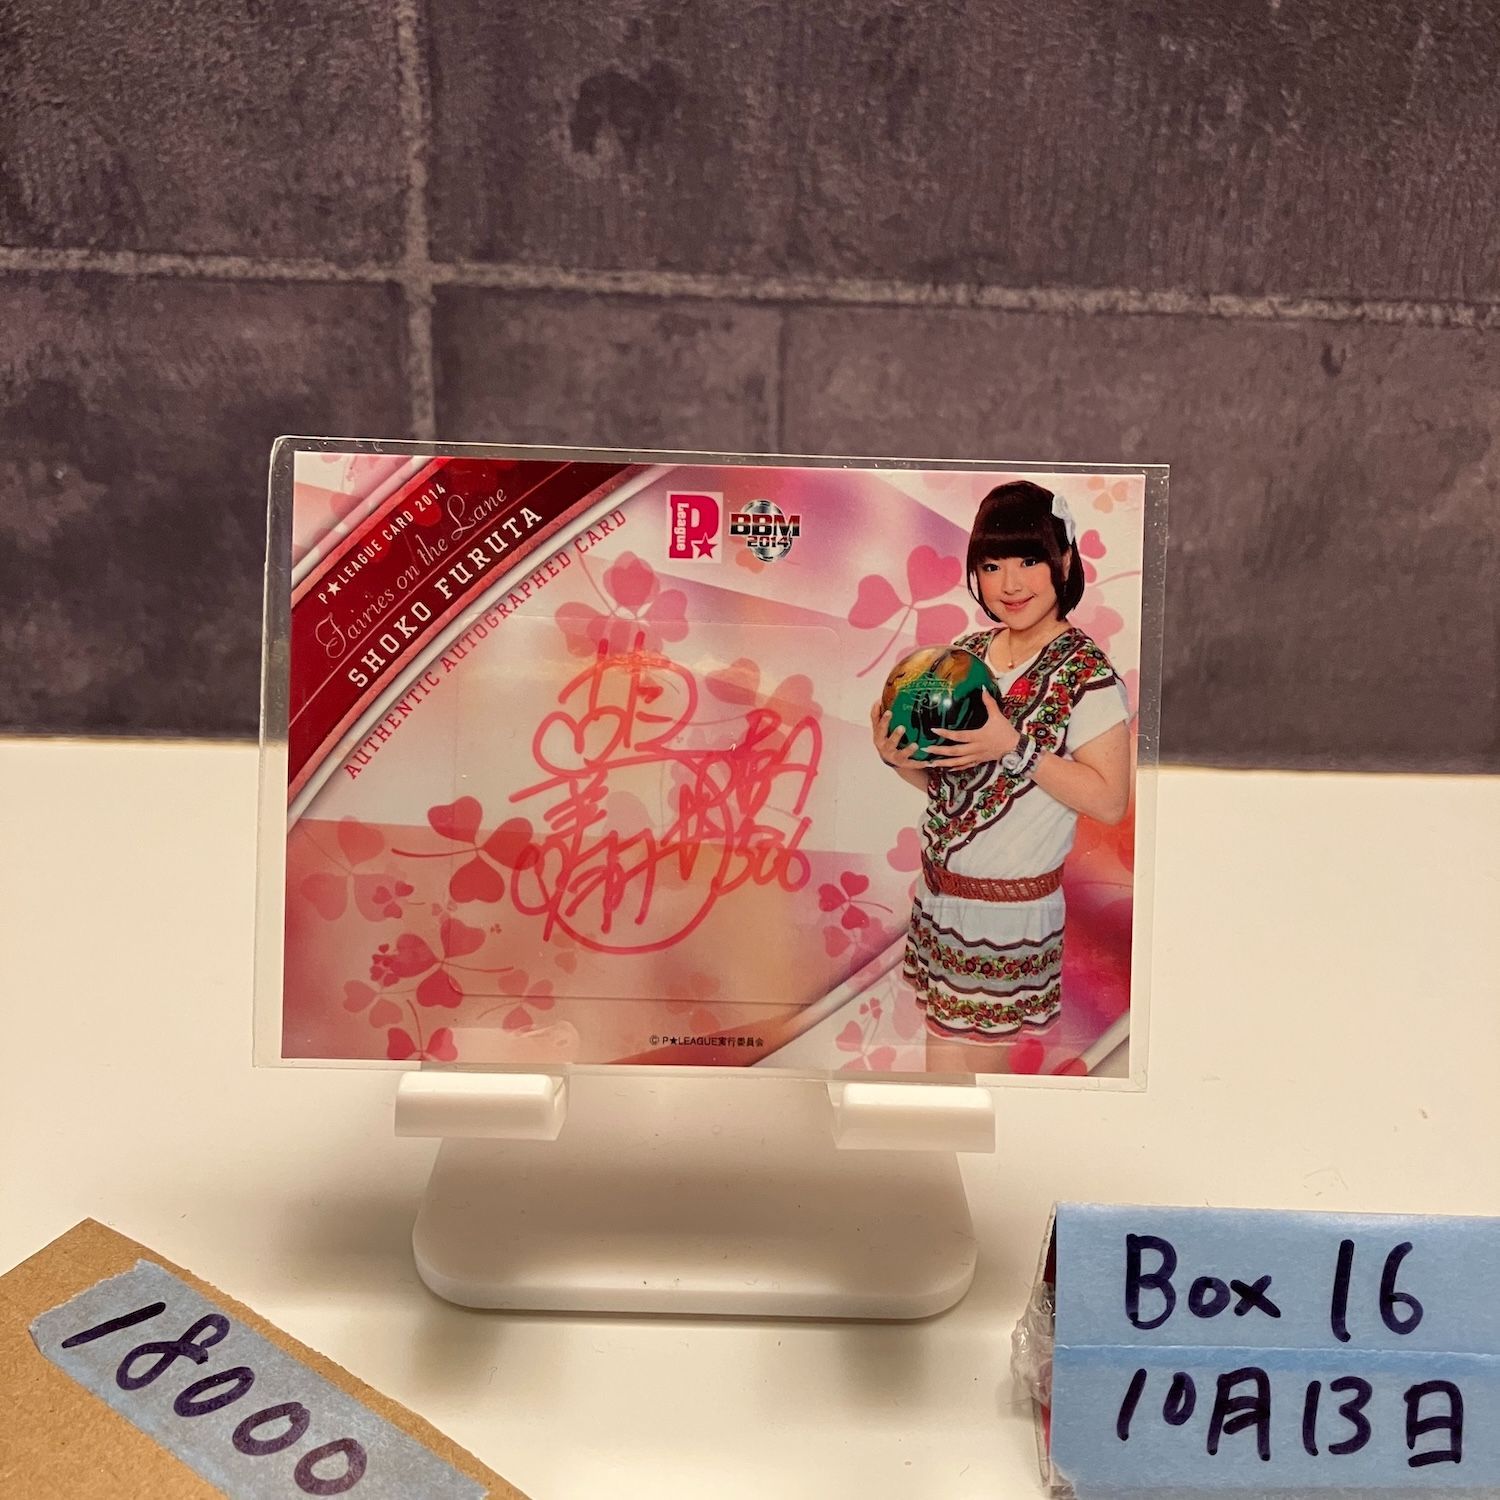 P★LEAGUE CARD 2014
Fairies on the Lane
SHOKO FURUTA
AUTHENTIC AUTOGRAPHED CARD
P★
League
BBM
2014
506
© P★LEAGUE実行委員会
18000
Box 16
10月13日